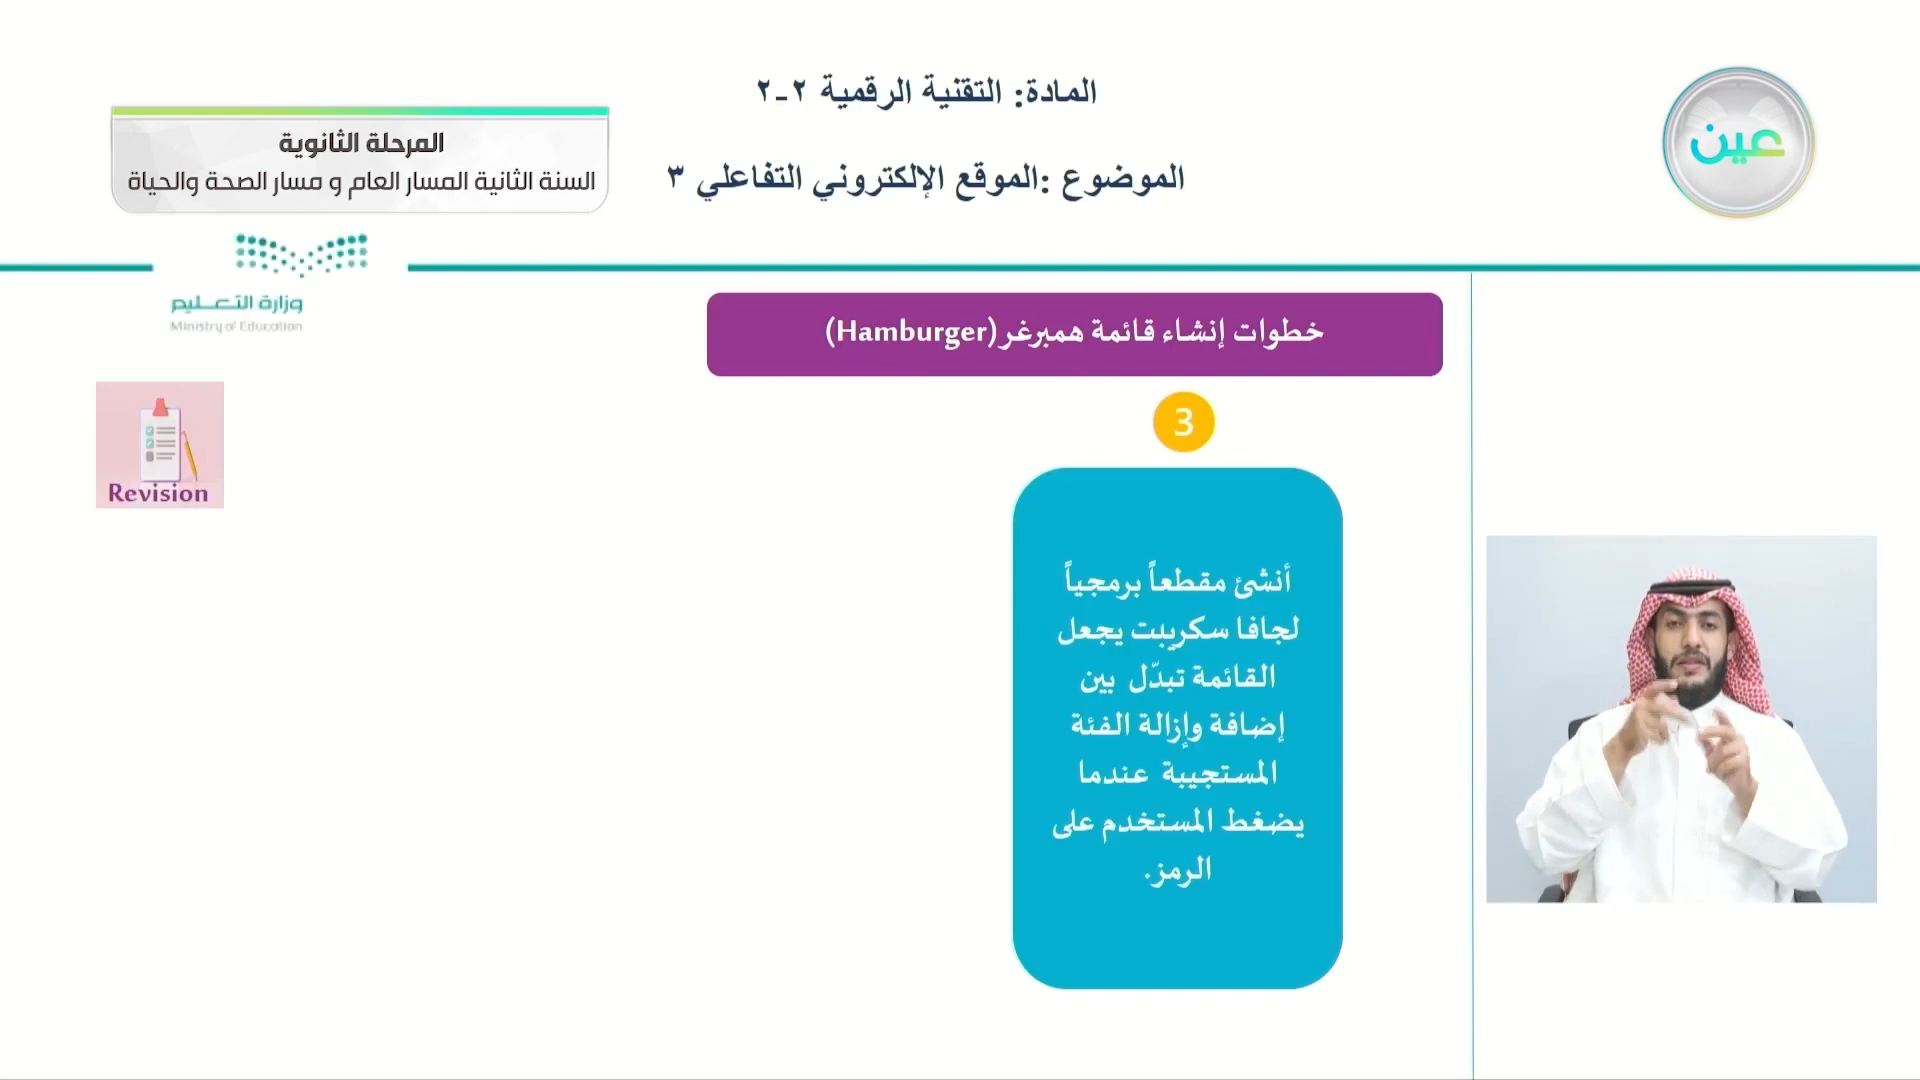 المادة: التقنية الرقمية ٢-٢
الموضوع :الموقع الإلكتروني التفاعلي ٣
عين
المرحلة الثانوية
السنة الثانية المسار العام و مسار الصحة والحياة
وزارة التعليم
Ministry of Education
خطوات إنشاء قائمة همبرغر (Hamburger)
3
Revision
أنشئ مقطعاً برمجياً
لجافا سكريبت يجعل
القائمة تبدّل بين
إضافة وإزالة الفئة
المستجيبة عندما
يضغط المستخدم على
الرمز.